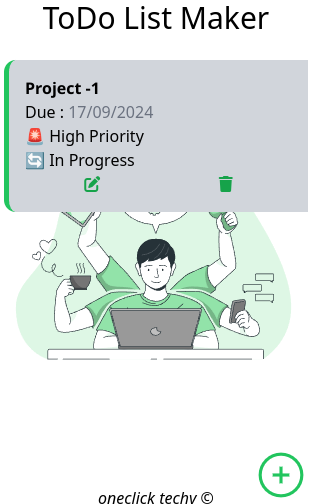 ToDo List Maker
Project -1
Due : 17/09/2024
🚨 High Priority
🔄 In Progress
oneclick techy ©